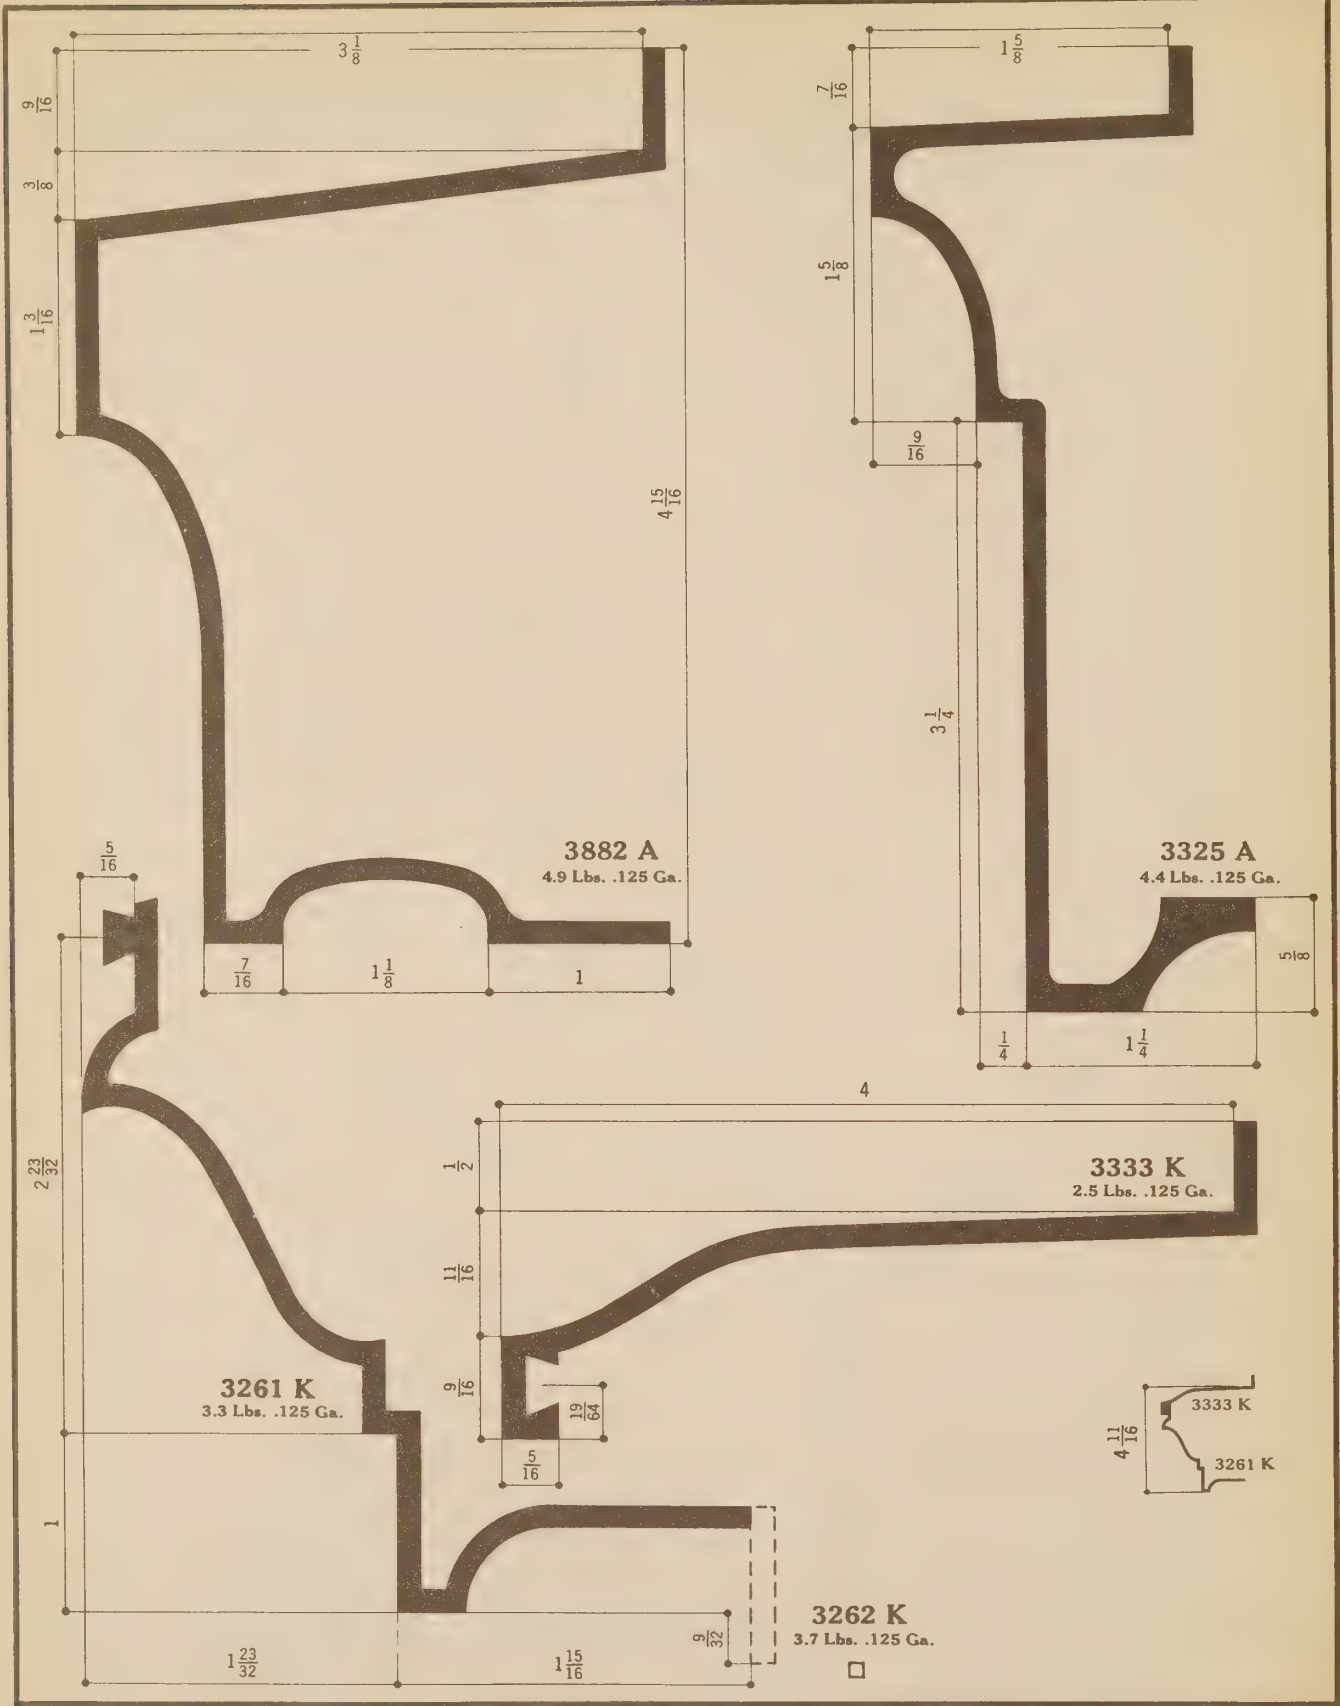 3 1/8
9/16
3/8
1 3/16
4 15/16
3882 A
4.9 Lbs. .125 Ga.
7/16
1 1/8
1
1 5/8
7/16
1 5/8
9/16
3 1/4
3325 A
4.4 Lbs. .125 Ga.
5/8
1/4
1 1/4
5/16
2 23/32
3261 K
3.3 Lbs. .125 Ga.
1
1 23/32
1 15/16
9/32
3262 K
3.7 Lbs. .125 Ga.
4
1/2
11/16
9/16
3333 K
2.5 Lbs. .125 Ga.
19/64
5/16
4 11/16
3333 K
3261 K